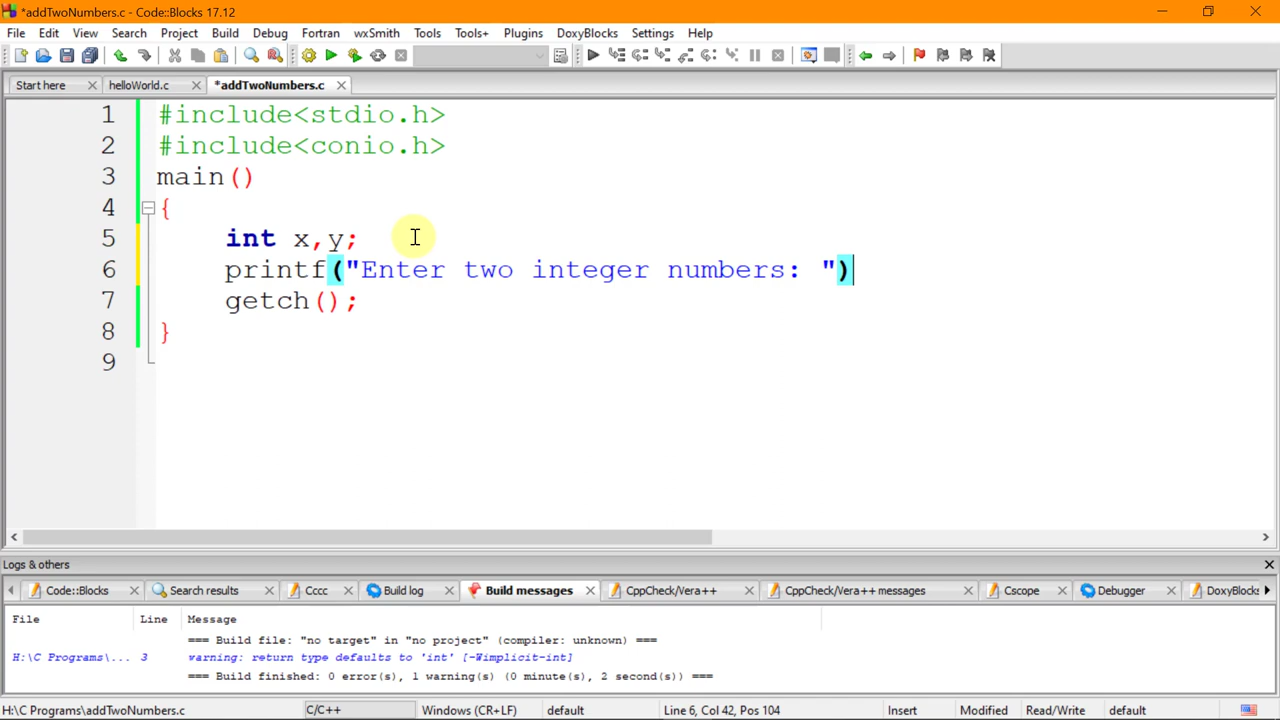 *addTwoNumbers.c - Code::Blocks 17.12
File Edit View Search Project Build Debug Fortran wxSmith Tools Tools+ Plugins DoxyBlocks Settings Help
Start here helloWorld.c *addTwoNumbers.c
1 #include<stdio.h>
2 #include<conio.h>
3 main()
4 {
5 int x,y;
6 printf("Enter two integer numbers: ")
7 getch();
8 }
9
Logs & others
Code::Blocks Search results Cccc Build log Build messages CppCheck/Vera++ CppCheck/Vera++ messages Cscope Debugger DoxyBlocks
File Line Message
=== Build file: "no target" in "no project" (compiler: unknown) ===
H:\C Programs\... 3 warning: return type defaults to 'int' [-Wimplicit-int]
=== Build finished: 0 error(s), 1 warning(s) (0 minute(s), 2 second(s)) ===
H:\C Programs\addTwoNumbers.c C/C++ Windows (CR+LF) default Line 6, Col 42, Pos 104 Insert Modified Read/Write default